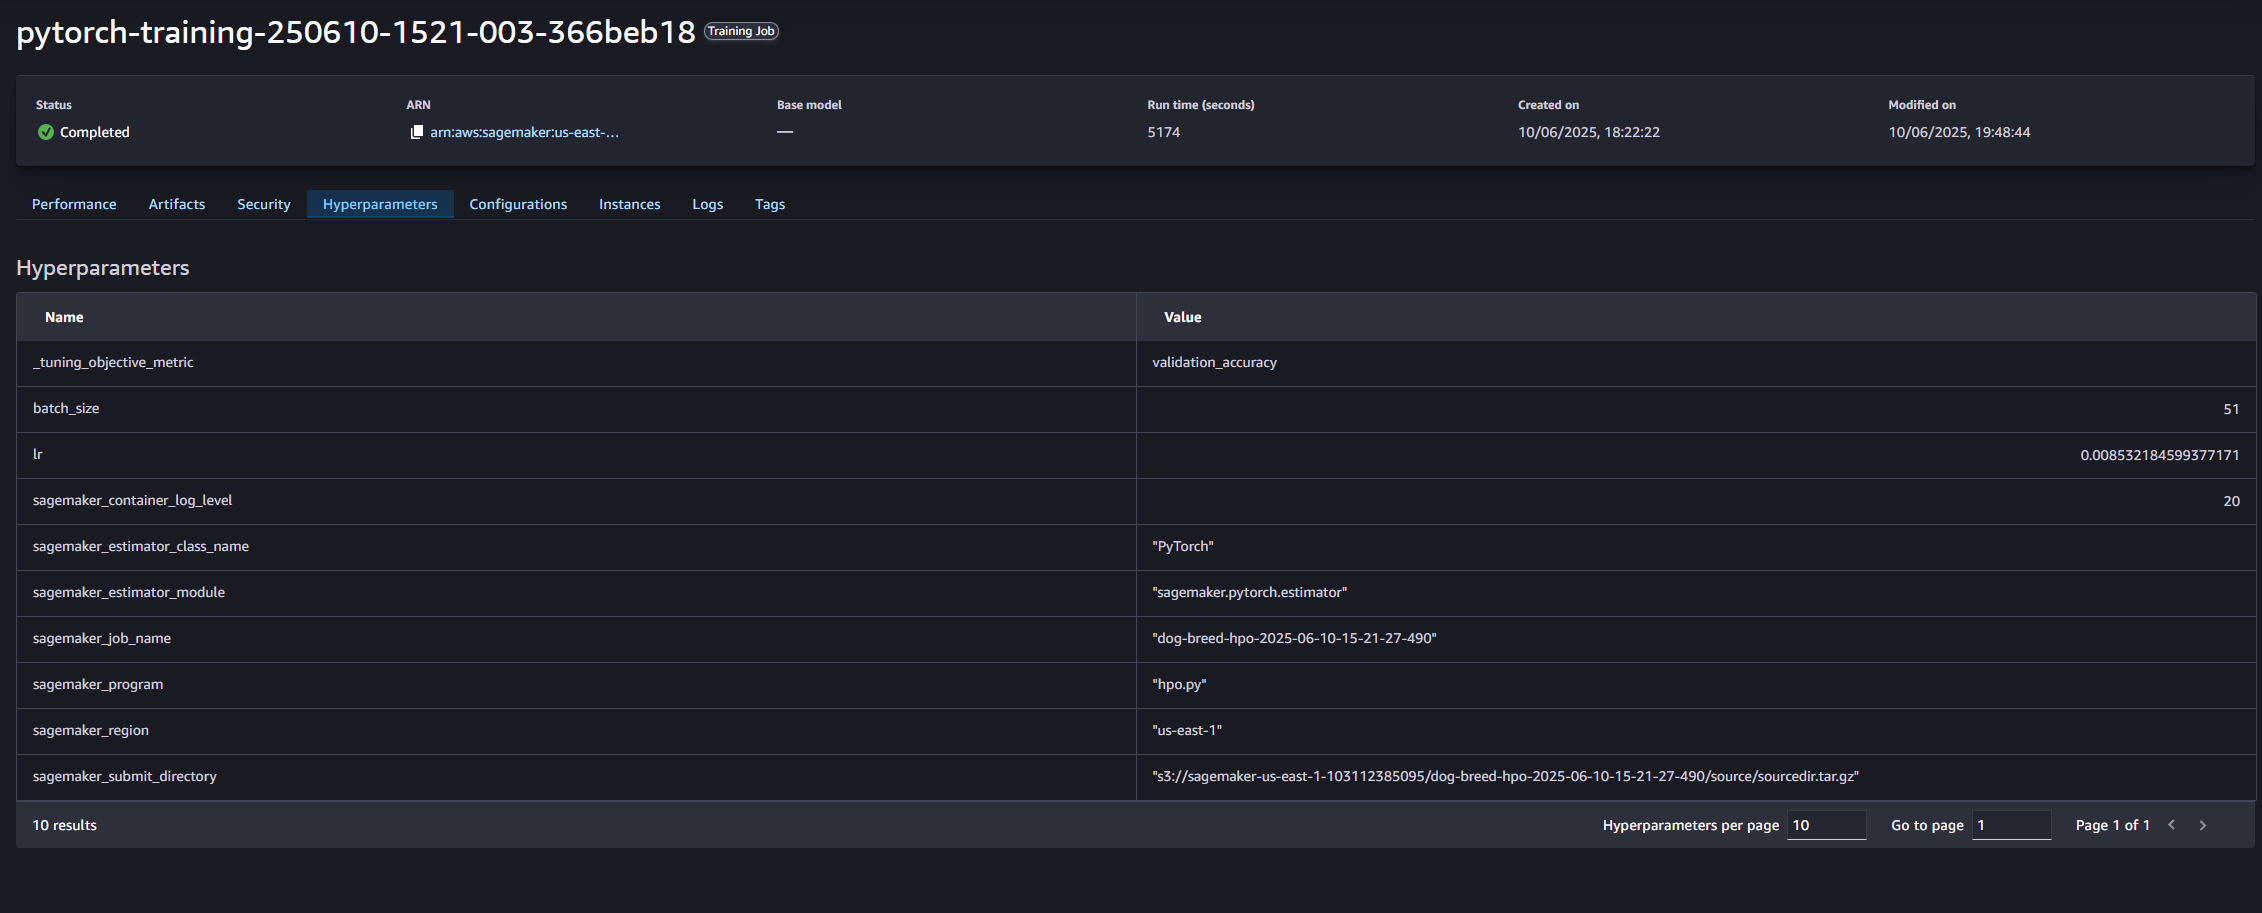 pytorch-training-250610-1521-003-366beb18 Training Job
Status ARN Base model Run time (seconds) Created on Modified on
Completed arn:aws:sagemaker:us-east-... — 5174 10/06/2025, 18:22:22 10/06/2025, 19:48:44
Performance Artifacts Security Hyperparameters Configurations Instances Logs Tags
Hyperparameters
Name Value
_tuning_objective_metric validation_accuracy
batch_size 51
lr 0.008532184599377171
sagemaker_container_log_level 20
sagemaker_estimator_class_name "PyTorch"
sagemaker_estimator_module "sagemaker.pytorch.estimator"
sagemaker_job_name "dog-breed-hpo-2025-06-10-15-21-27-490"
sagemaker_program "hpo.py"
sagemaker_region "us-east-1"
sagemaker_submit_directory "s3://sagemaker-us-east-1-103112385095/dog-breed-hpo-2025-06-10-15-21-27-490/source/sourcedir.tar.gz"
10 results Hyperparameters per page 10 Go to page 1 Page 1 of 1